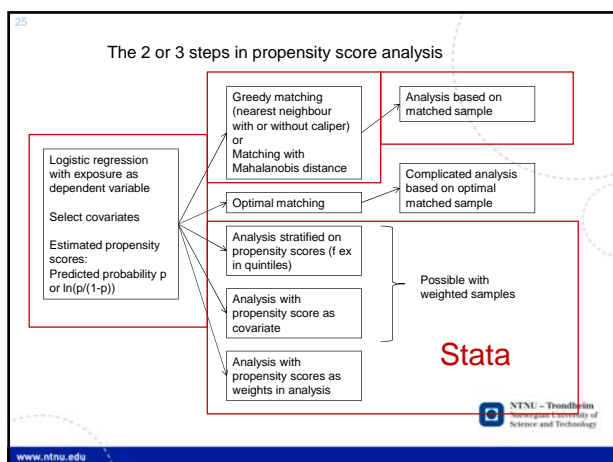 25
The 2 or 3 steps in propensity score analysis
Logistic regression
with exposure as
dependent variable
Select covariates
Estimated propensity
scores:
Predicted probability p
or ln(p/(1-p))
Greedy matching
(nearest neighbour
with or without caliper)
or
Matching with
Mahalanobis distance
Analysis based on
matched sample
Optimal matching
Complicated analysis
based on optimal
matched sample
Analysis stratified on
propensity scores (f ex
in quintiles)
Analysis with
propensity score as
covariate
Possible with
weighted samples
Analysis with
propensity scores as
weights in analysis
Stata
NTNU – Trondheim
Norwegian University of
Science and Technology
www.ntnu.edu